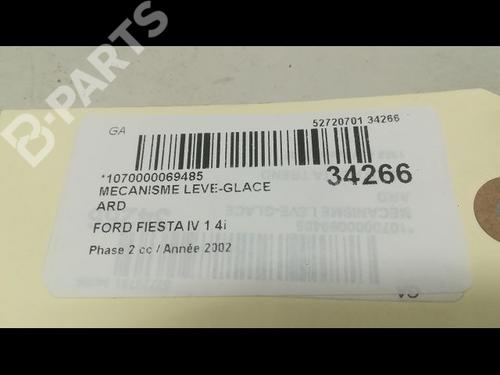 B-PARTS
GA
52720701 34266
*1070000069485
34266
MECANISME LEVE-GLACE
ARD
FORD FIESTA IV 1.4i
Phase 2 cc / Année 2002